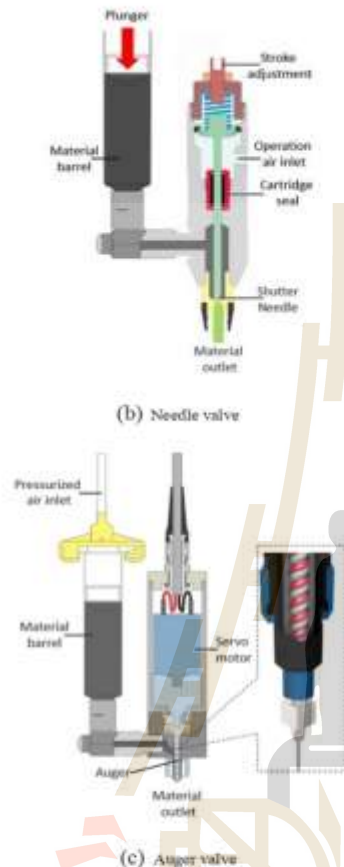 Plunger
Stroke
adjustment
Material
barrel
Operation
air inlet
Cartridge
seal
Shutter
Needle
Material
outlet
(b) Needle valve
Pressurized
air inlet
Material
barrel
Servo
motor
Auger
Material
outlet
(c) Auger valve